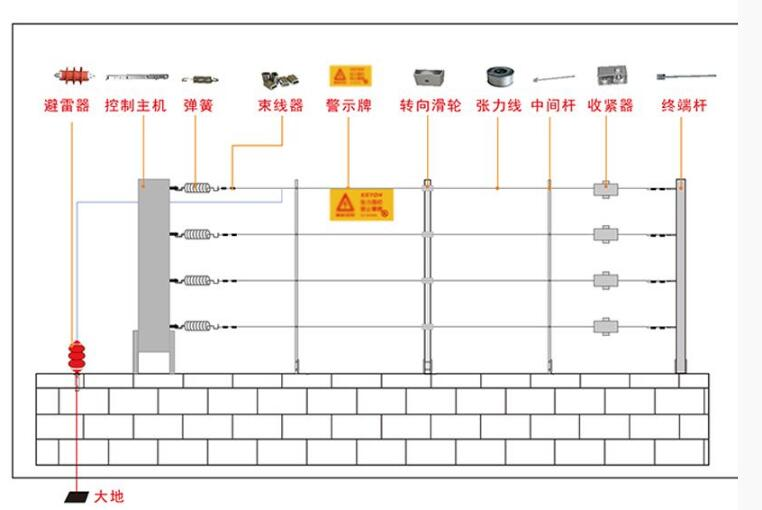 避雷器 控制主机 弹簧 束线器 警示牌 转向滑轮 张力线 中间杆 收紧器 终端杆
大地